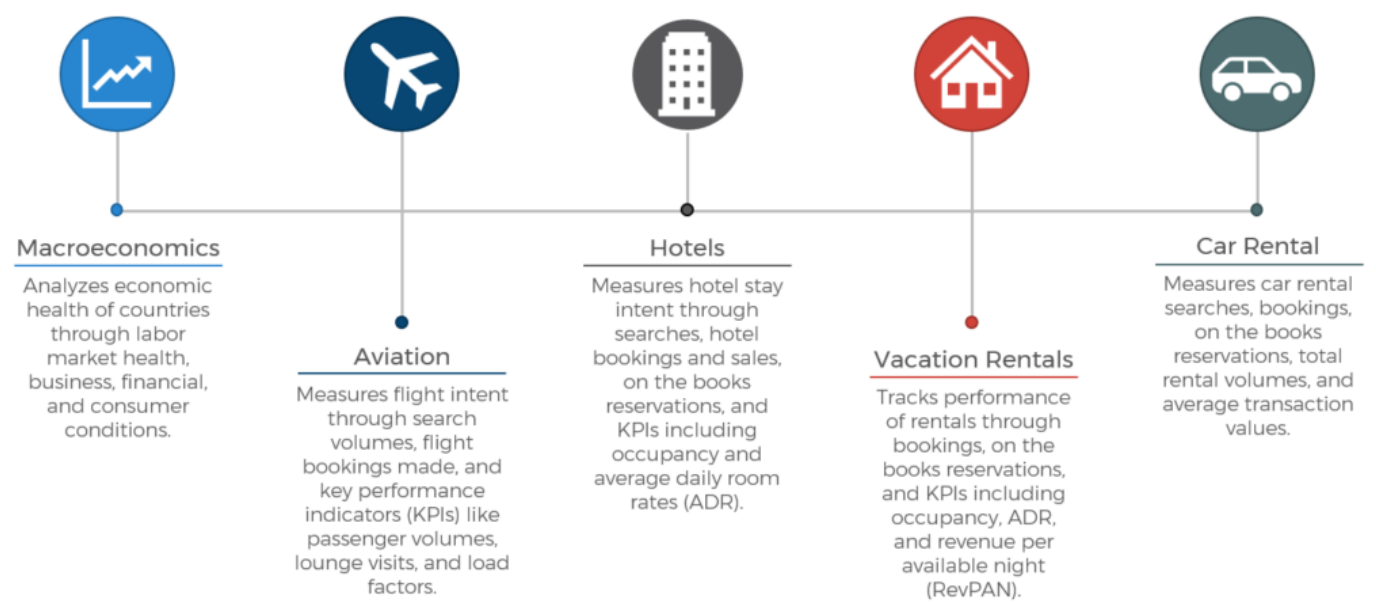 Macroeconomics
Analyzes economic
health of countries
through labor
market health,
business, financial,
and consumer
conditions.
Aviation
Measures flight intent
through search
volumes, flight
bookings made, and
key performance
indicators (KPIs) like
passenger volumes,
lounge visits, and load
factors.
Hotels
Measures hotel stay
intent through
searches, hotel
bookings and sales,
on the books
reservations, and
KPIs including
occupancy and
average daily room
rates (ADR).
Vacation Rentals
Tracks performance
of rentals through
bookings, on the
books reservations,
and KPIs including
occupancy, ADR,
and revenue per
available night
(RevPAN).
Car Rental
Measures car rental
searches, bookings,
on the books
reservations, total
rental volumes, and
average transaction
values.